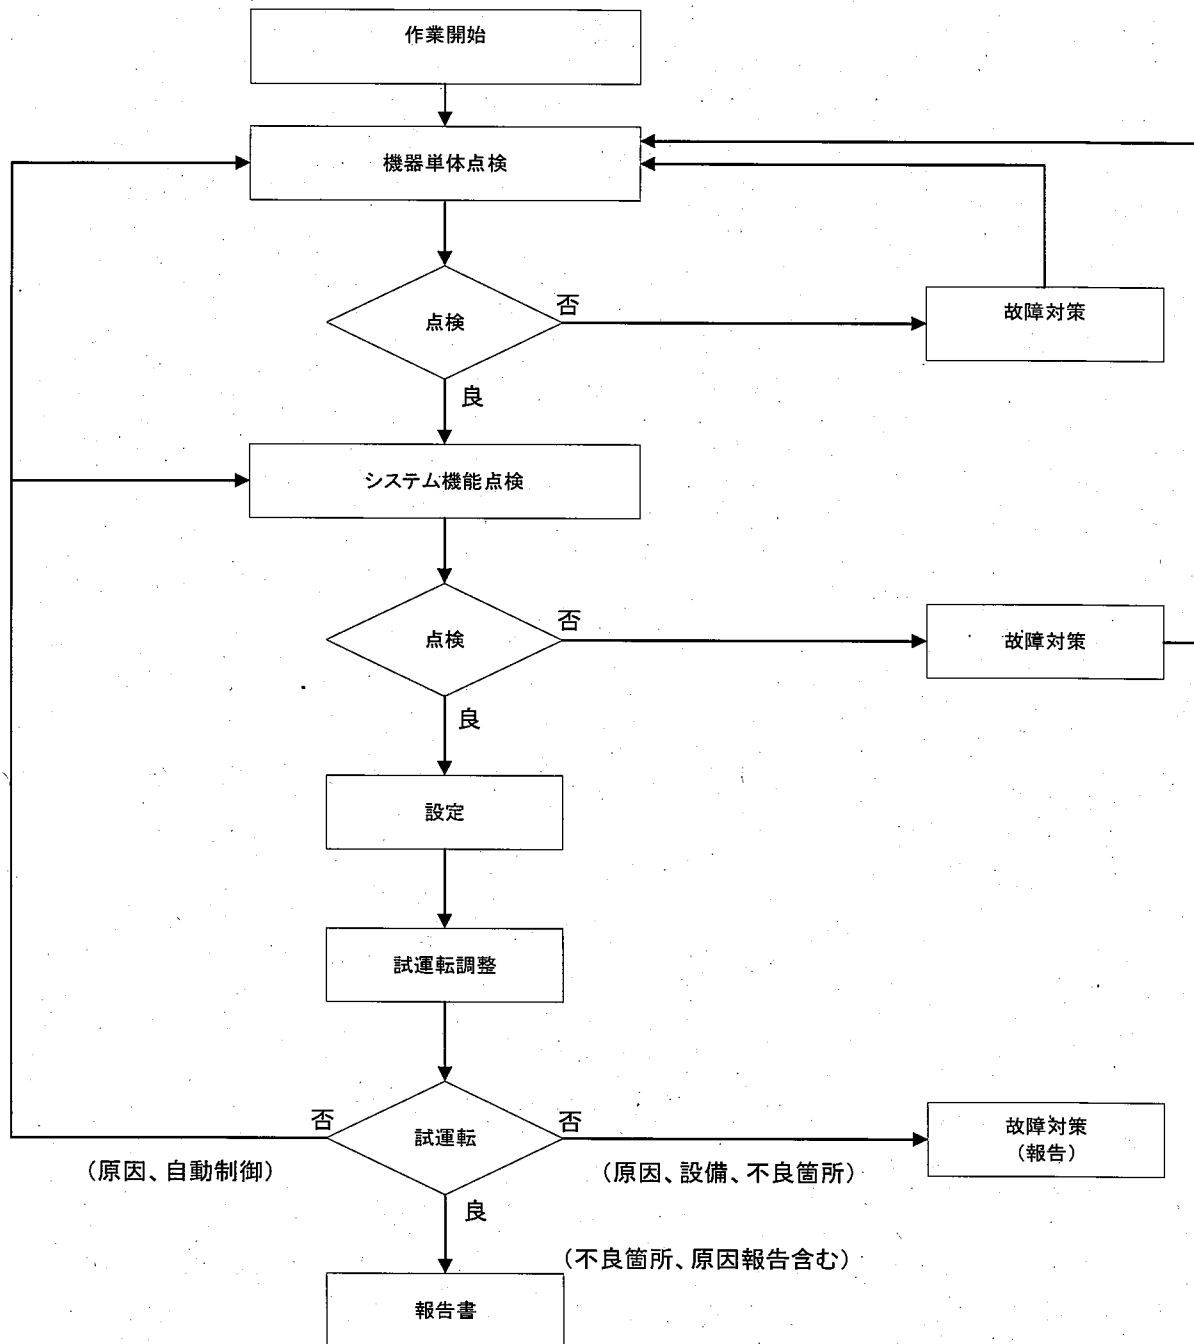 作業開始
機器単体点検
点検
否
故障対策
良
システム機能点検
点検
否
故障対策
良
設定
試運転調整
否
試運転
否
故障対策
(報告)
(原因、自動制御)
(原因、設備、不良箇所)
良
(不良箇所、原因報告含む)
報告書